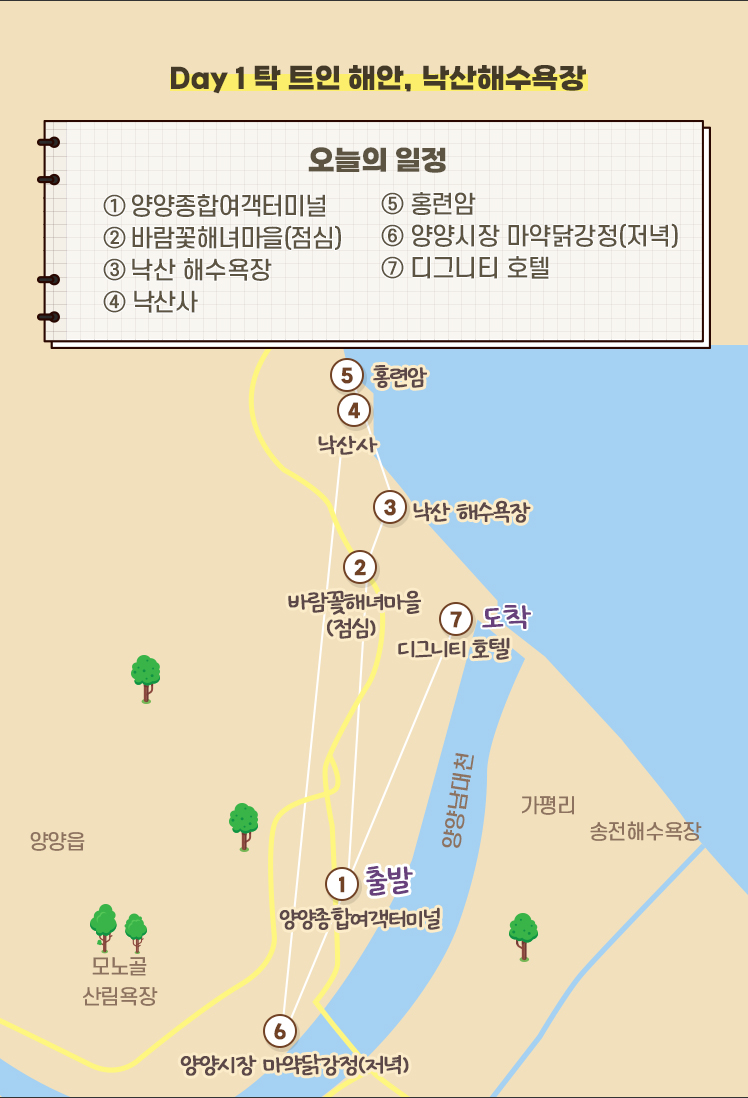 Day 1 탁 트인 해안, 낙산해수욕장
오늘의 일정
① 양양종합여객터미널
② 바람꽃해녀마을(점심)
③ 낙산 해수욕장
④ 낙산사
⑤ 홍련암
⑥ 양양시장 마약닭강정(저녁)
⑦ 디그니티 호텔
5 홍련암
4
낙산사
3 낙산 해수욕장
2
바람꽃해녀마을
(점심)
7 도착
디그니티 호텔
양양남대천
가평리
송전해수욕장
양양읍
1 출발
양양종합여객터미널
모노골
산림욕장
6
양양시장 마약닭강정(저녁)